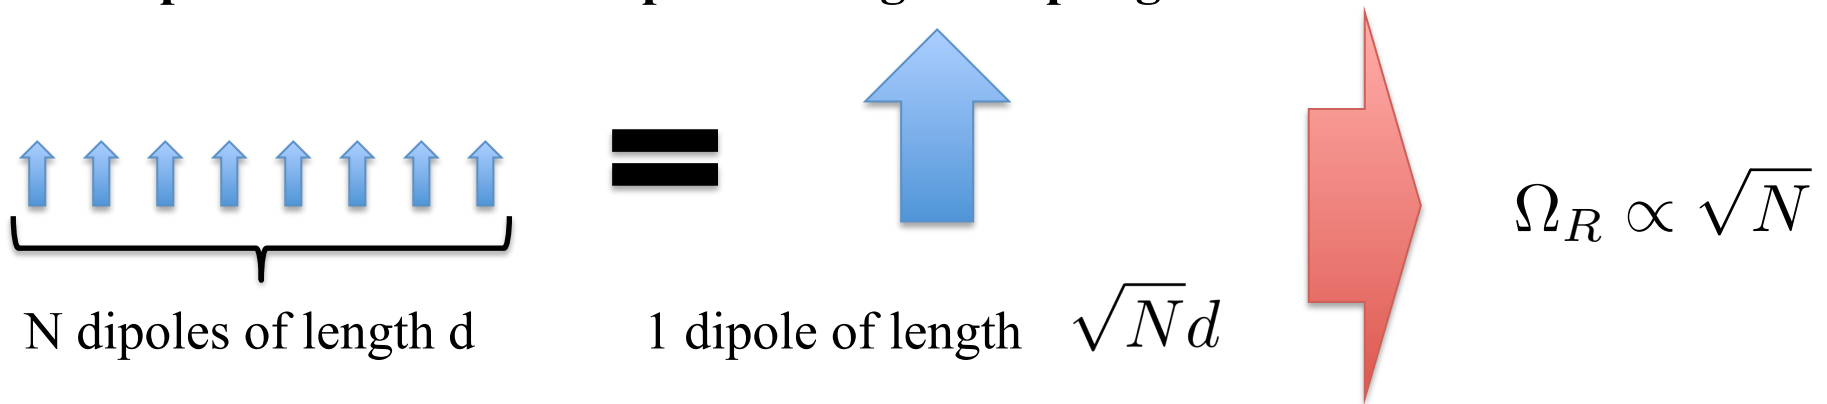 N dipoles of length d
=
1 dipole of length √N d
Ω_R ∝ √N